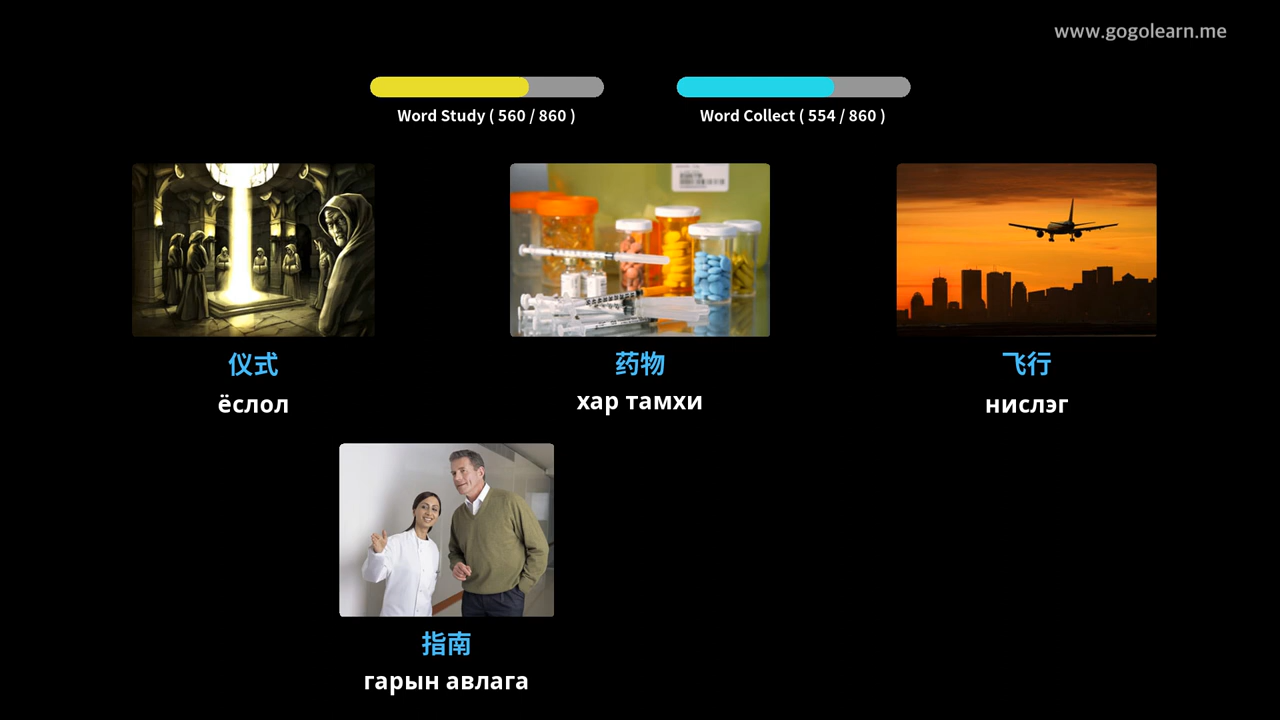 www.gogolearn.me
Word Study ( 560 / 860 )
Word Collect ( 554 / 860 )
仪式
ёслол
药物
хар тамхи
飞行
нислэг
指南
гарын авлага